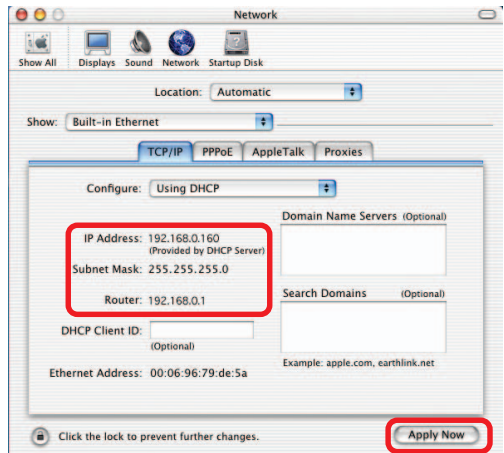 Network
Show All Displays Sound Network Startup Disk
Location: Automatic
Show: Built-in Ethernet
TCP/IP PPPoE AppleTalk Proxies
Configure: Using DHCP
Domain Name Servers (Optional)
IP Address: 192.168.0.160
(Provided by DHCP Server)
Subnet Mask: 255.255.255.0
Router: 192.168.0.1
Search Domains (Optional)
DHCP Client ID:
(Optional)
Example: apple.com, earthlink.net
Ethernet Address: 00:06:96:79:de:5a
Click the lock to prevent further changes.
Apply Now